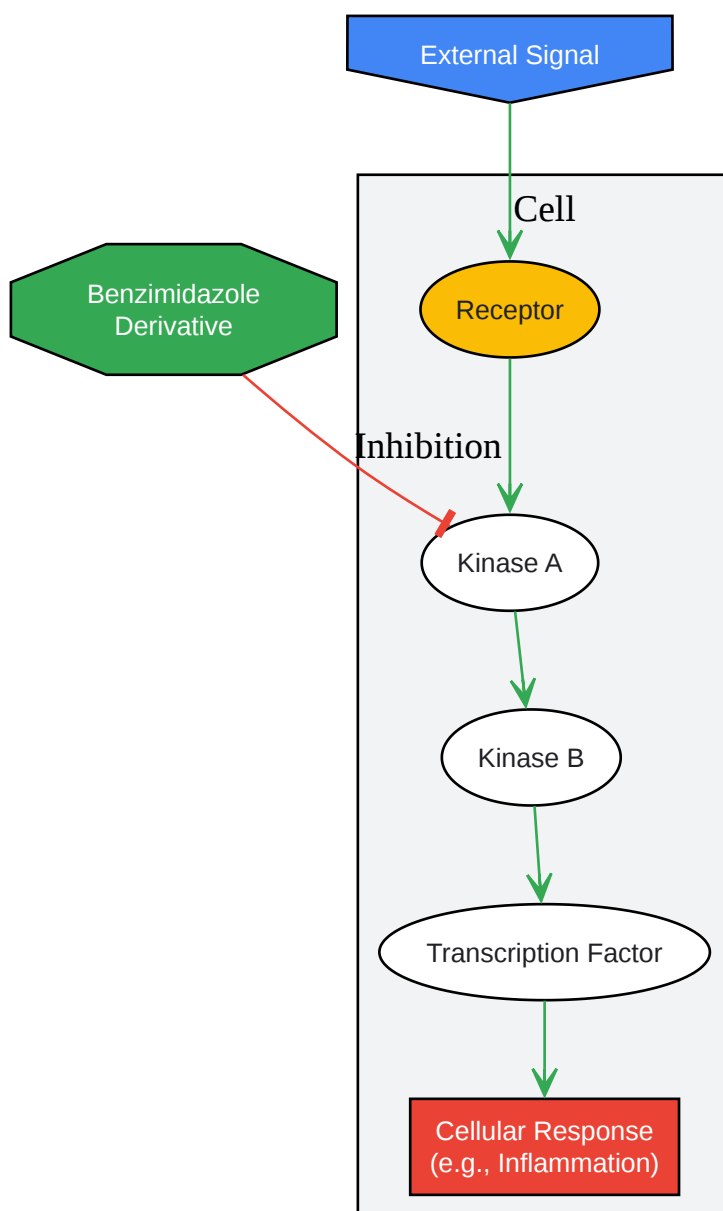 External Signal
Cell
Benzimidazole
Derivative
Receptor
Inhibition
Kinase A
Kinase B
Transcription Factor
Cellular Response
(e.g., Inflammation)